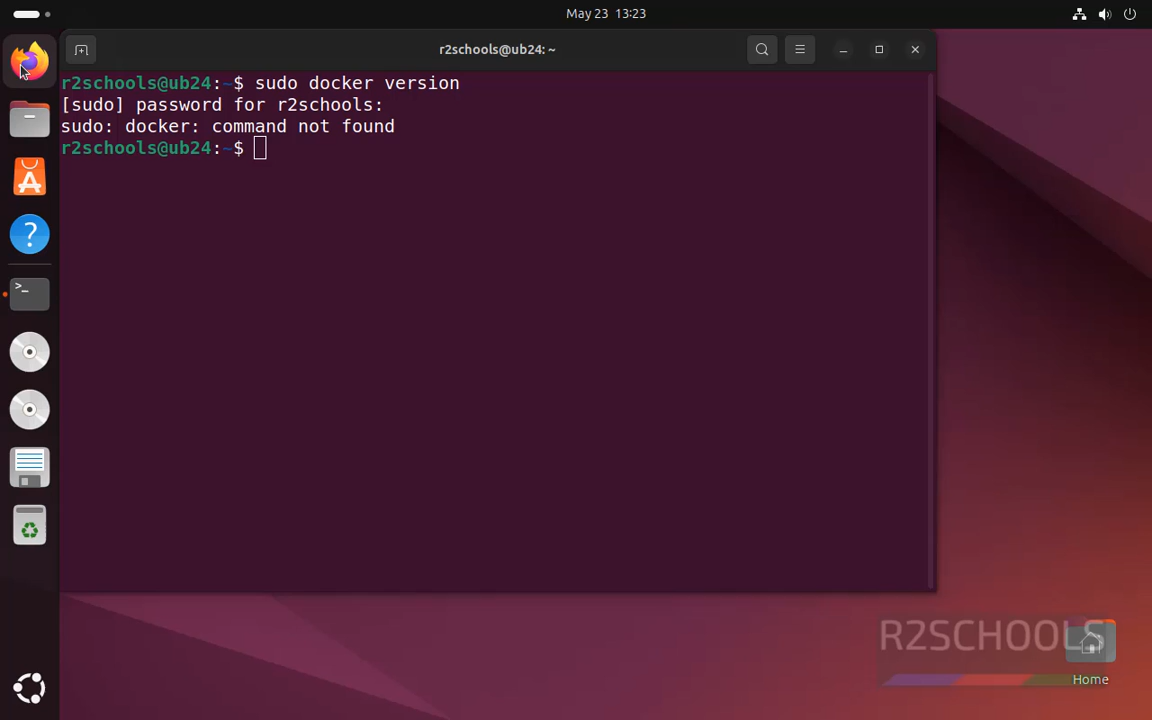 May 23 13:23
r2schools@ub24: ~
r2schools@ub24:~$ sudo docker version
[sudo] password for r2schools:
sudo: docker: command not found
r2schools@ub24:~$
>_
?
R2SCHOOLS
Home